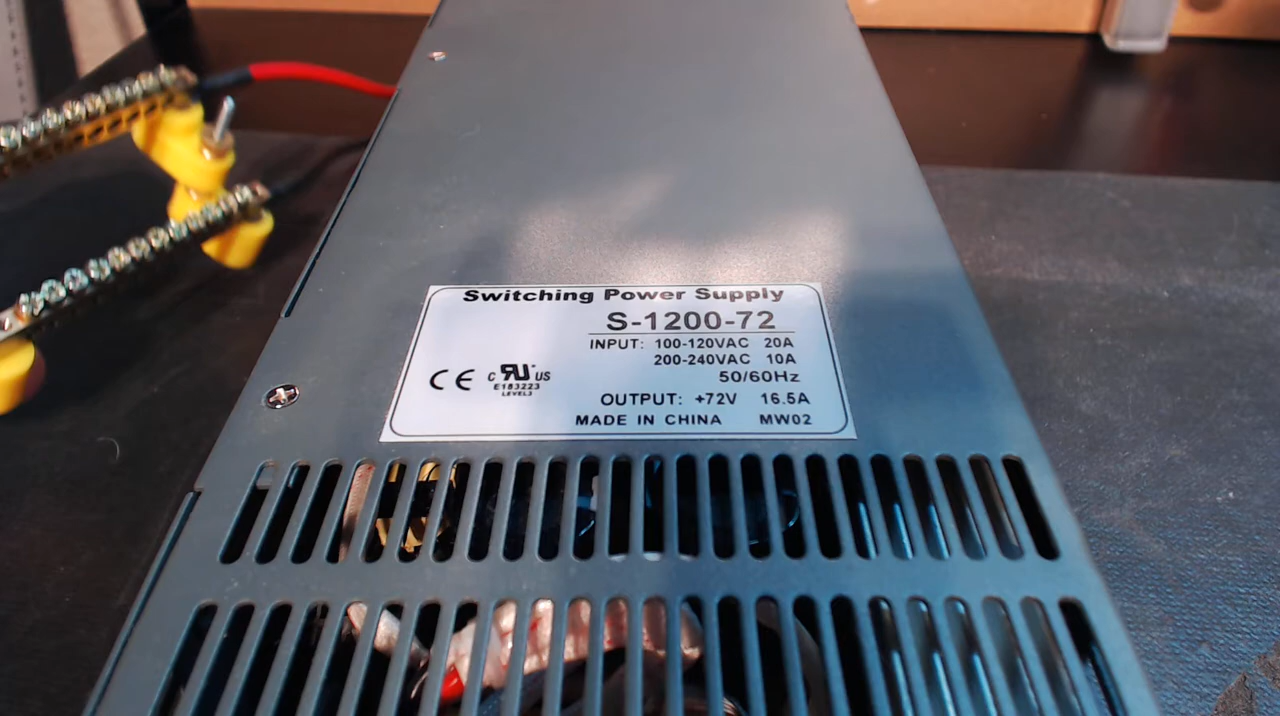 Switching Power Supply
S-1200-72
INPUT: 100-120VAC 20A
200-240VAC 10A
50/60Hz
CE c RU US
E183223
LEVEL3
OUTPUT: +72V 16.5A
MADE IN CHINA MW02